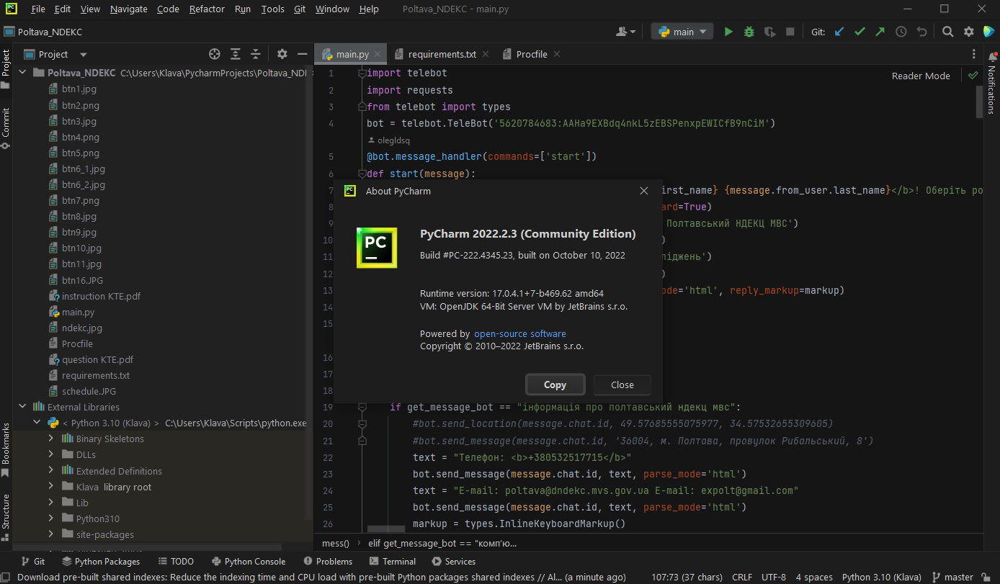 File Edit View Navigate Code Refactor Run Tools Git Window Help Poltava_NDEKC - main.py
Poltava_NDEKC main Git:
Project
main.py requirements.txt Procfile
Project
Commit
Bookmarks
Structure
Notifications
Reader Mode
Poltava_NDEKC C:\Users\Klava\PycharmProjects\Poltava_NDI
btn1.jpg
btn2.png
btn3.jpg
btn4.png
btn5.png
btn6_1.jpg
btn6_2.jpg
btn7.png
btn8.jpg
btn9.jpg
btn10.jpg
btn11.jpg
btn16.JPG
instruction KTE.pdf
main.py
ndekc.jpg
Procfile
question KTE.pdf
requirements.txt
schedule.JPG
External Libraries
< Python 3.10 (Klava) > C:\Users\Klava\Scripts\python.exe
Binary Skeletons
DLLs
Extended Definitions
Klava library root
Lib
Python310
site-packages
1 import telebot
2 import requests
3 from telebot import types
4 bot = telebot.TeleBot('5620784683:AAHa9EXBdq4nkL5zEBSPenxpEWICfB9nCiM')
olegldsq
5 @bot.message_handler(commands=['start'])
6 def start(message):
7 irst_name} {message.from_user.last_name}</b>! Оберіть ро
8 ard=True)
9 Полтавський НДЕКЦ МВС')
10 )
11 ліджень')
12 )
13 ode='html', reply_markup=markup)
14
15
16
17
18
19 if get_message_bot == "інформація про полтавський ндекц мвс":
20 #bot.send_location(message.chat.id, 49.57685555075977, 34.57532655309605)
21 #bot.send_message(message.chat.id, '36004, м. Полтава, провулок Рибальський, 8')
22 text = "Телефон: <b>+380532517715</b>"
23 bot.send_message(message.chat.id, text, parse_mode='html')
24 text = "E-mail: poltava@dndekc.mvs.gov.ua E-mail: expolt@gmail.com"
25 bot.send_message(message.chat.id, text, parse_mode='html')
26 markup = types.InlineKeyboardMarkup()
mess() elif get_message_bot == "комп'ю...
About PyCharm
PC
PyCharm 2022.2.3 (Community Edition)
Build #PC-222.4345.23, built on October 10, 2022
Runtime version: 17.0.4.1+7-b469.62 amd64
VM: OpenJDK 64-Bit Server VM by JetBrains s.r.o.
Powered by open-source software
Copyright © 2010–2022 JetBrains s.r.o.
Copy Close
Git Python Packages TODO Python Console Problems Terminal Services
Download pre-built shared indexes: Reduce the indexing time and CPU load with pre-built Python packages shared indexes // Al... (a minute ago) 107:73 (37 chars) CRLF UTF-8 4 spaces Python 3.10 (Klava) master